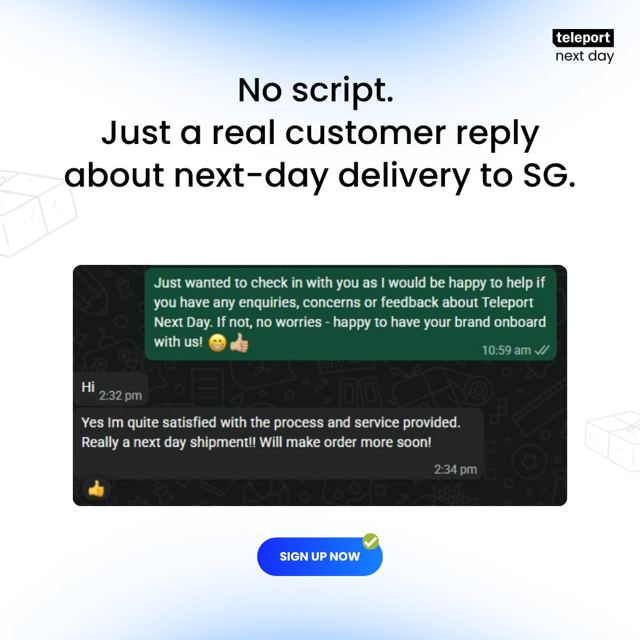 teleport
next day
No script.
Just a real customer reply
about next-day delivery to SG.
Just wanted to check in with you as I would be happy to help if
you have any enquiries, concerns or feedback about Teleport
Next Day. If not, no worries - happy to have your brand onboard
with us! 😁👍🏼
10:59 am
Hi
2:32 pm
Yes Im quite satisfied with the process and service provided.
Really a next day shipment!! Will make order more soon!
2:34 pm
👍
SIGN UP NOW